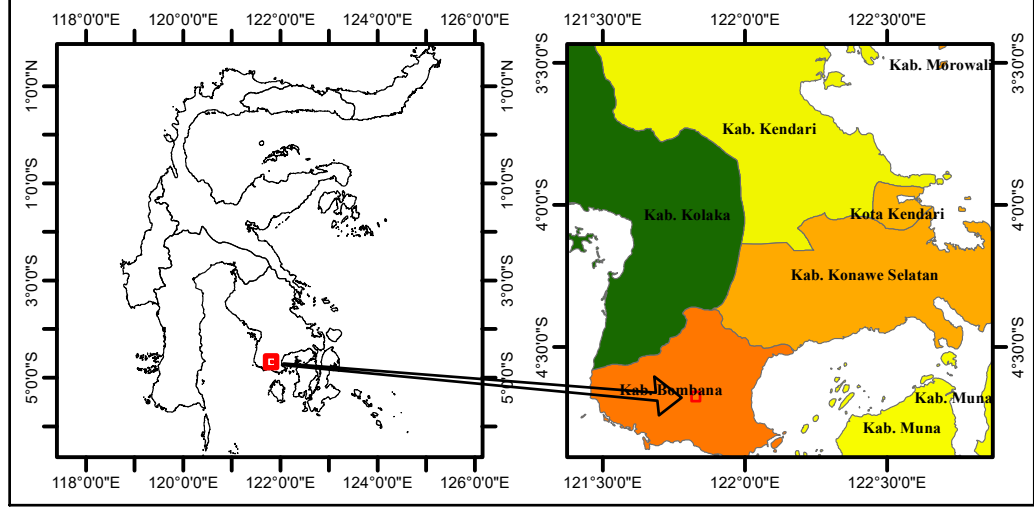 118°0'0"E 120°0'0"E 122°0'0"E 124°0'0"E 126°0'0"E
1°0'0"N
1°0'0"S
3°0'0"S
5°0'0"S
1°0'0"N
1°0'0"S
3°0'0"S
5°0'0"S
118°0'0"E 120°0'0"E 122°0'0"E 124°0'0"E 126°0'0"E
121°30'0"E 122°0'0"E 122°30'0"E
3°30'0"S
4°0'0"S
4°30'0"S
Kab. Morowali
Kab. Kendari
Kab. Kolaka
Kota Kendari
Kab. Konawe Selatan
Kab. Bombana
Kab. Muna
Kab. Muna
3°30'0"S
4°0'0"S
4°30'0"S
121°30'0"E 122°0'0"E 122°30'0"E